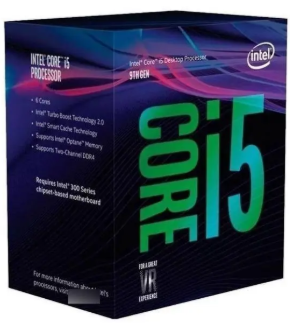 INTEL® CORE™ i5
PROCESSOR
• 6 Cores
• Intel® Turbo Boost Technology 2.0
• Intel® Smart Cache Technology
• Supports Intel® Optane™ Memory
• Supports Two-Channel DDR4
Requires Intel® 300 Series
chipset-based motherboard
For more information about Intel's
processors, visit
Intel® Core™ i5 Desktop Processor
9TH GEN
intel®
CORE i5
FOR A GREAT
VR
EXPERIENCE